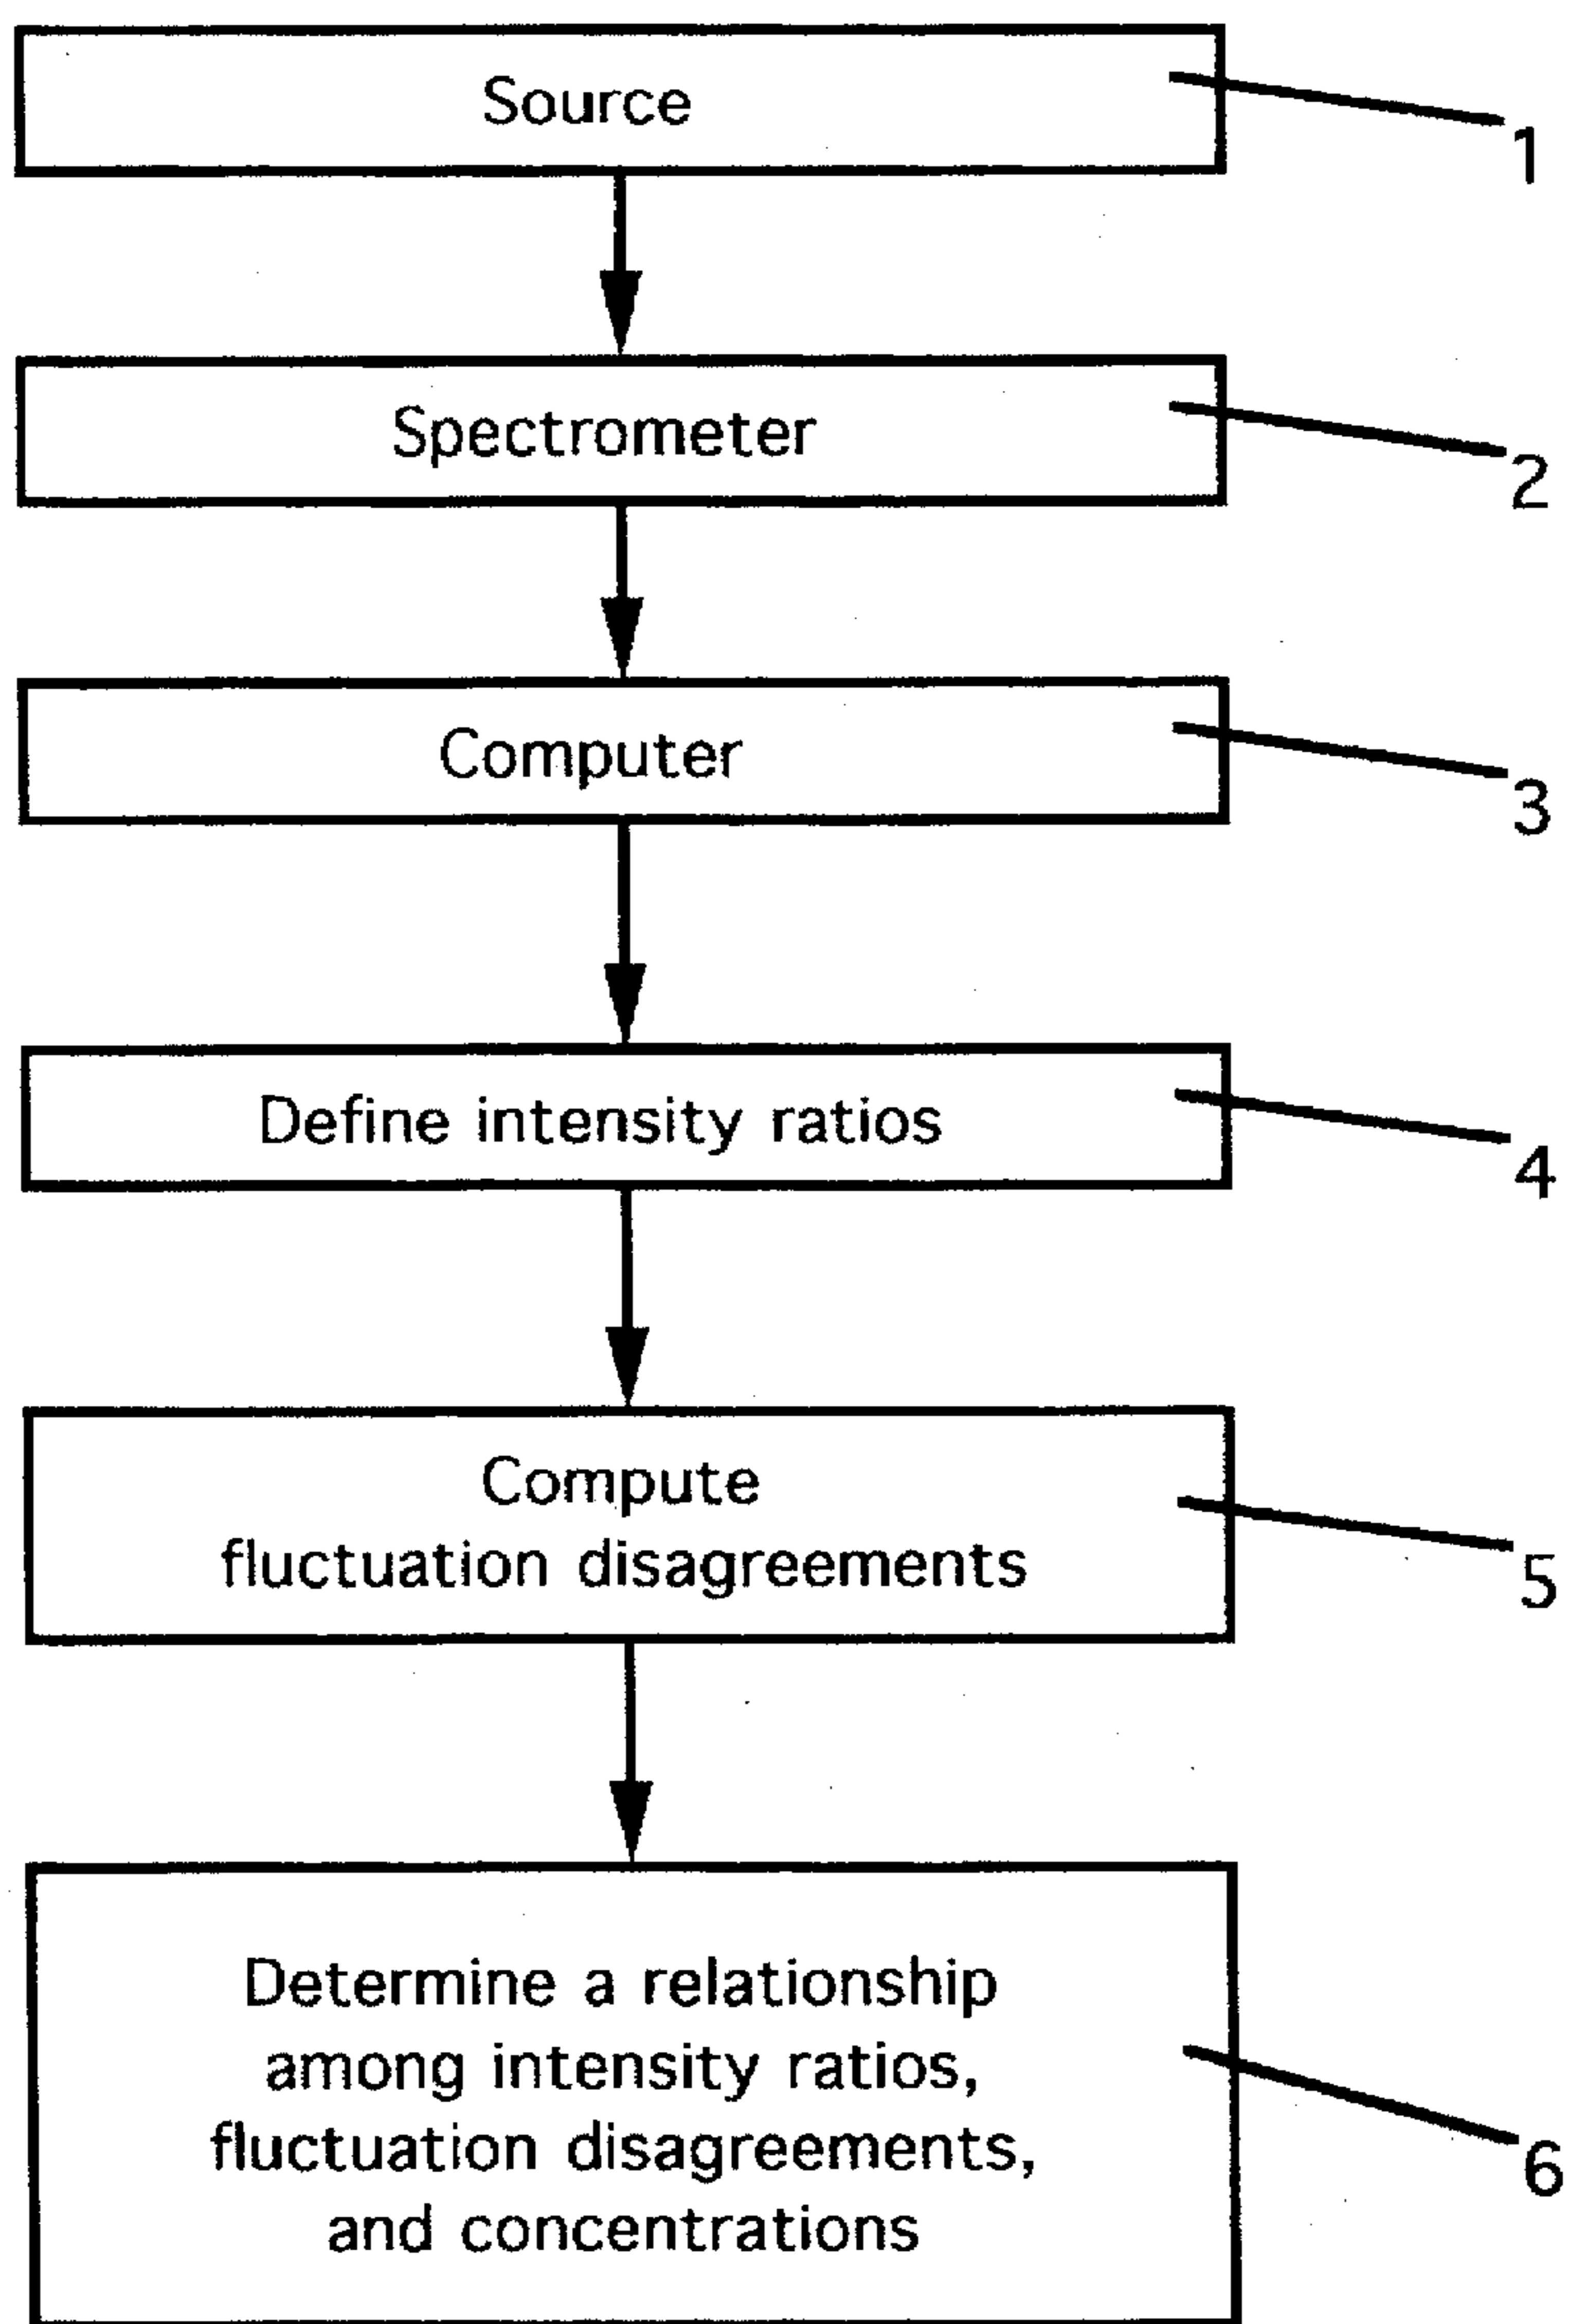 Source
1
Spectrometer
2
Computer
3
Define intensity ratios
4
Compute
fluctuation disagreements
5
Determine a relationship
among intensity ratios,
fluctuation disagreements,
and concentrations
6